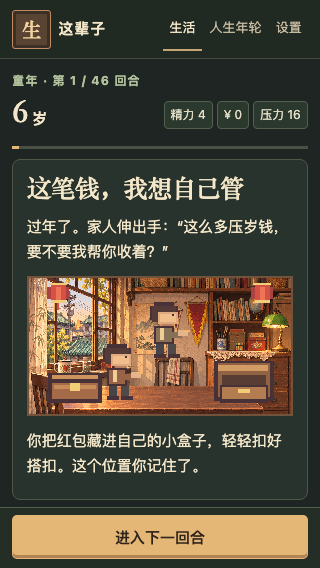 生 这辈子 生活 人生年轮 设置
童年 · 第 1 / 46 回合
6 岁 精力 4 ¥ 0 压力 16
这笔钱，我想自己管
过年了。家人伸出手：“这么多压岁钱，
要不要我帮你收着？”
你把红包藏进自己的小盒子，轻轻扣好
搭扣。这个位置你记住了。
进入下一回合